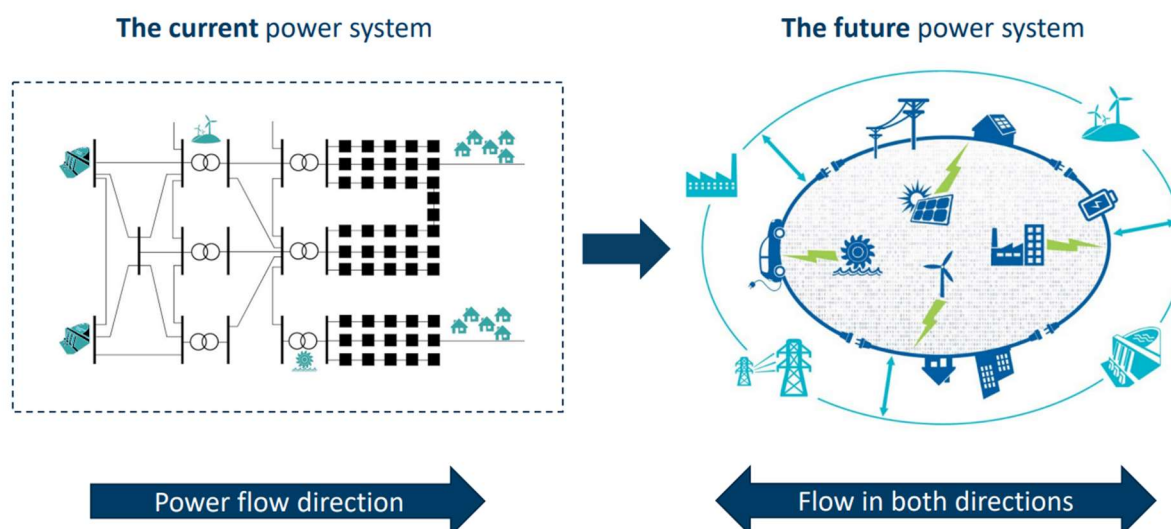 The current power system
The future power system
Power flow direction
Flow in both directions